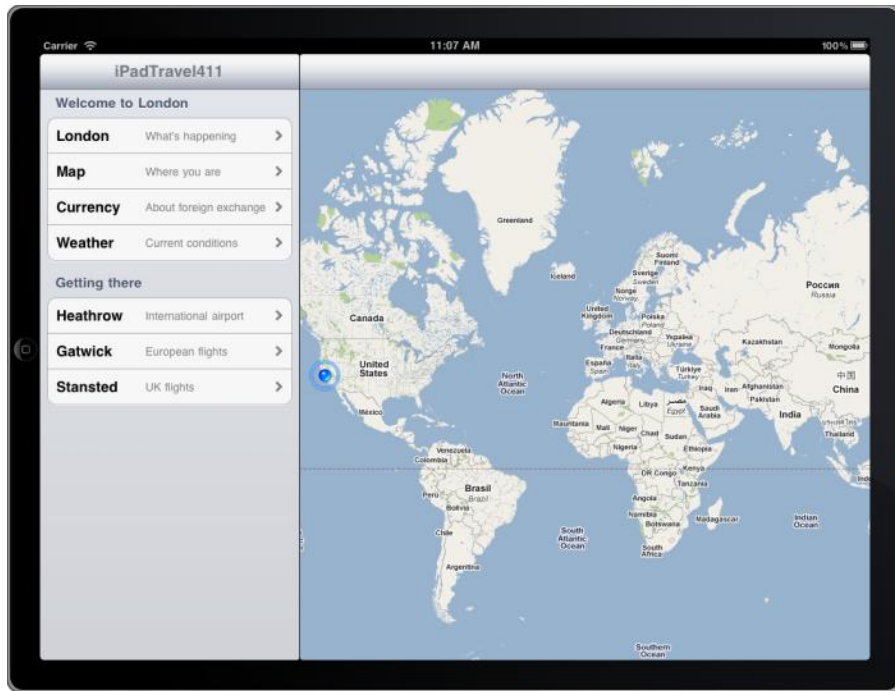 Carrier
11:07 AM
100%
iPadTravel411
Welcome to London
London What's happening
Map Where you are
Currency About foreign exchange
Weather Current conditions
Getting there
Heathrow International airport
Gatwick European flights
Stansted UK flights
Greenland
Iceland
Suomi
Finland
Sverige
Sweden
Norge
Norway
Россия
Russia
United
Kingdom
Polska
Poland
Deutschland
Germany
Україна
Ukraine
France
Kazakhstan
Mongolia
Canada
España
Spain
Italia
Italy
Türkiye
Turkey
中国
China
United
States
North
Atlantic
Ocean
Iraq
Iran
Afghanistan
Pakistan
Algeria
Libya
مصر
Egypt
Saudi
Arabia
India
México
Mauritania
Mali
Niger
Chad
Sudan
Thailand
Nigeria
Ethiopia
Venezuela
Colombia
DR Congo
Kenya
Tanzania
Perú
Brasil
Brazil
Bolivia
Angola
Namibia
Botswana
Madagascar
Chile
South
Atlantic
Ocean
Indian
Ocean
South
Africa
Argentina
Southern
Ocean